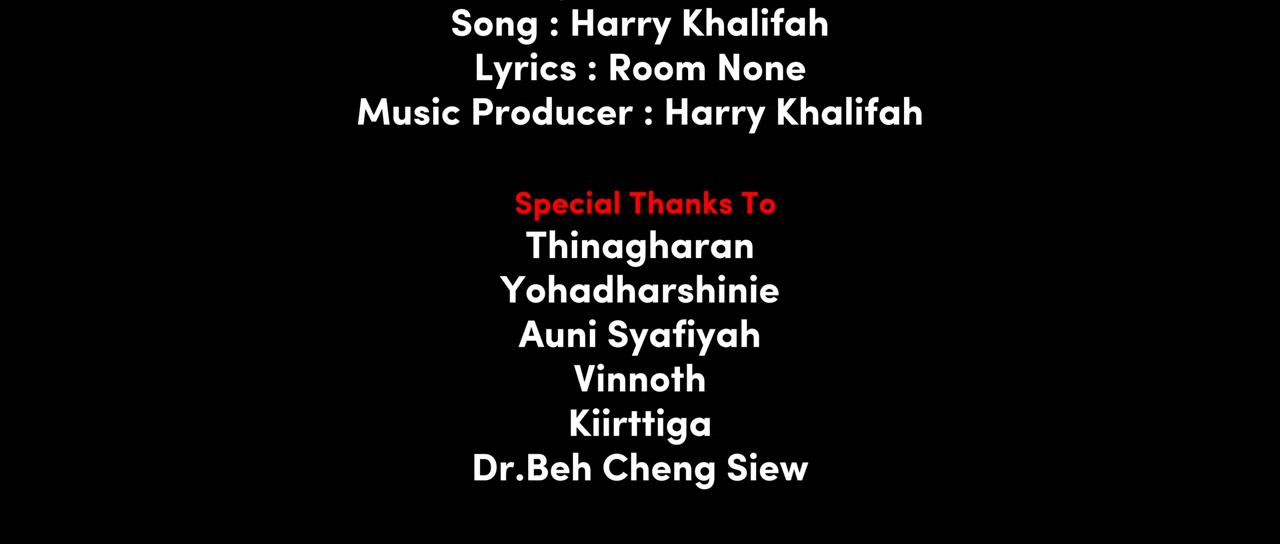 Song : Harry Khalifah
Lyrics : Room None
Music Producer : Harry Khalifah
Special Thanks To
Thinagharan
Yohadharshinie
Auni Syafiyah
Vinnoth
Kiirttiga
Dr.Beh Cheng Siew